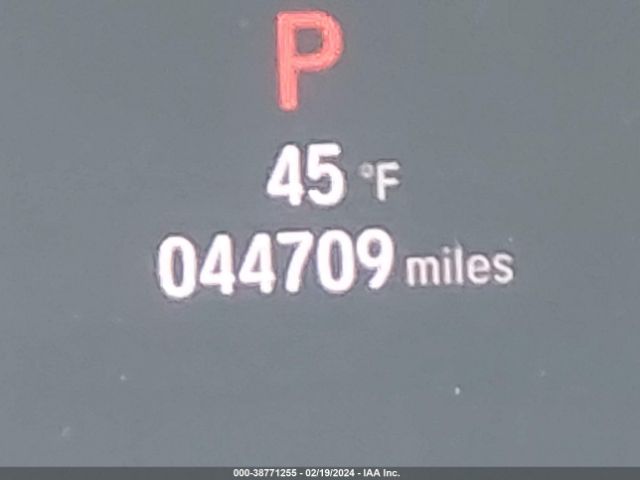 P
45 °F
044709 miles
000-38771255 - 02/19/2024 - IAA Inc.